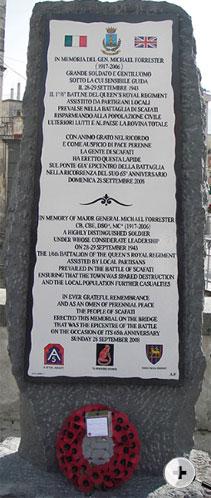 IN MEMORIA DEL GEN. MICHAEL FORRESTER
(1917-2006)
GRANDE SOLDATO E GENTILUOMO
SOTTO LA CUI SENSIBILE GUIDA
IL 28-29 SETTEMBRE 1943
IL 1°/6° BATT.NE DEL QUEEN'S ROYAL REGIMENT
ASSISTITO DA PARTIGIANI LOCALI
PREVALSE NELLA BATTAGLIA DI SCAFATI
RISPARMIANDO ALLA POPOLAZIONE CIVILE
ULTERIORI LUTTI E AL PAESE LA ROVINA TOTALE
CON ANIMO GRATO NEL RICORDO
E COME AUSPICIO DI PACE PERENNE
LA GENTE DI SCAFATI
HA ERETTO QUESTA LAPIDE
SUL PONTE GIA' EPICENTRO DELLA BATTAGLIA
NELLA RICORRENZA DEL SUO 65° ANNIVERSARIO
DOMENICA 28 SETTEMBRE 2008
IN MEMORY OF MAJOR GENERAL MICHAEL FORRESTER
CB, CBE, DSO*, MC* (1917-2006)
A HIGHLY DISTINGUISHED SOLDIER
UNDER WHOSE CONSIDERATE LEADERSHIP
ON 28-29 SEPTEMBER 1943
THE 1/6th BATTALION OF THE QUEEN'S ROYAL REGIMENT
ASSISTED BY LOCAL PARTISANS
PREVAILED IN THE BATTLE OF SCAFATI
ENSURING THAT THE TOWN WAS SPARED DESTRUCTION
AND THE LOCAL POPULATION FURTHER CASUALTIES
IN EVER GRATEFUL REMEMBRANCE
AND AS AN OMEN OF PERENNIAL PEACE
THE PEOPLE OF SCAFATI
ERECTED THIS MEMORIAL ON THE BRIDGE
THAT WAS THE EPICENTRE OF THE BATTLE
ON THE OCCASION OF ITS 65th ANNIVERSARY
SUNDAY 28 SEPTEMBER 2008